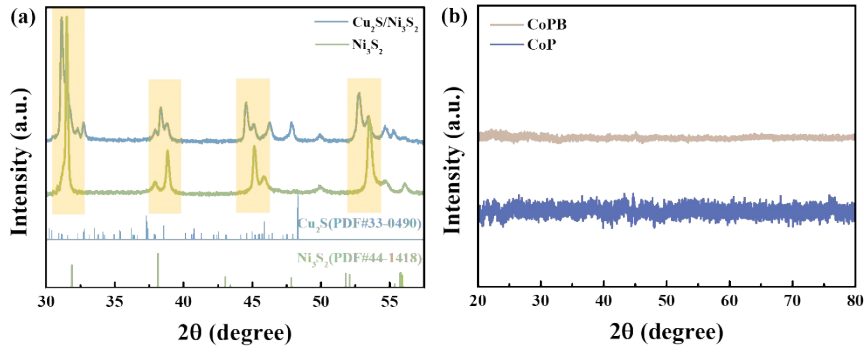 (a)
Cu₂S/Ni₃S₂
Ni₃S₂
Intensity (a.u.)
Cu₂S(PDF#33-0490)
Ni₃S₂(PDF#44-1418)
30 35 40 45 50 55
2θ (degree)
(b)
CoPB
CoP
Intensity (a.u.)
20 30 40 50 60 70 80
2θ (degree)